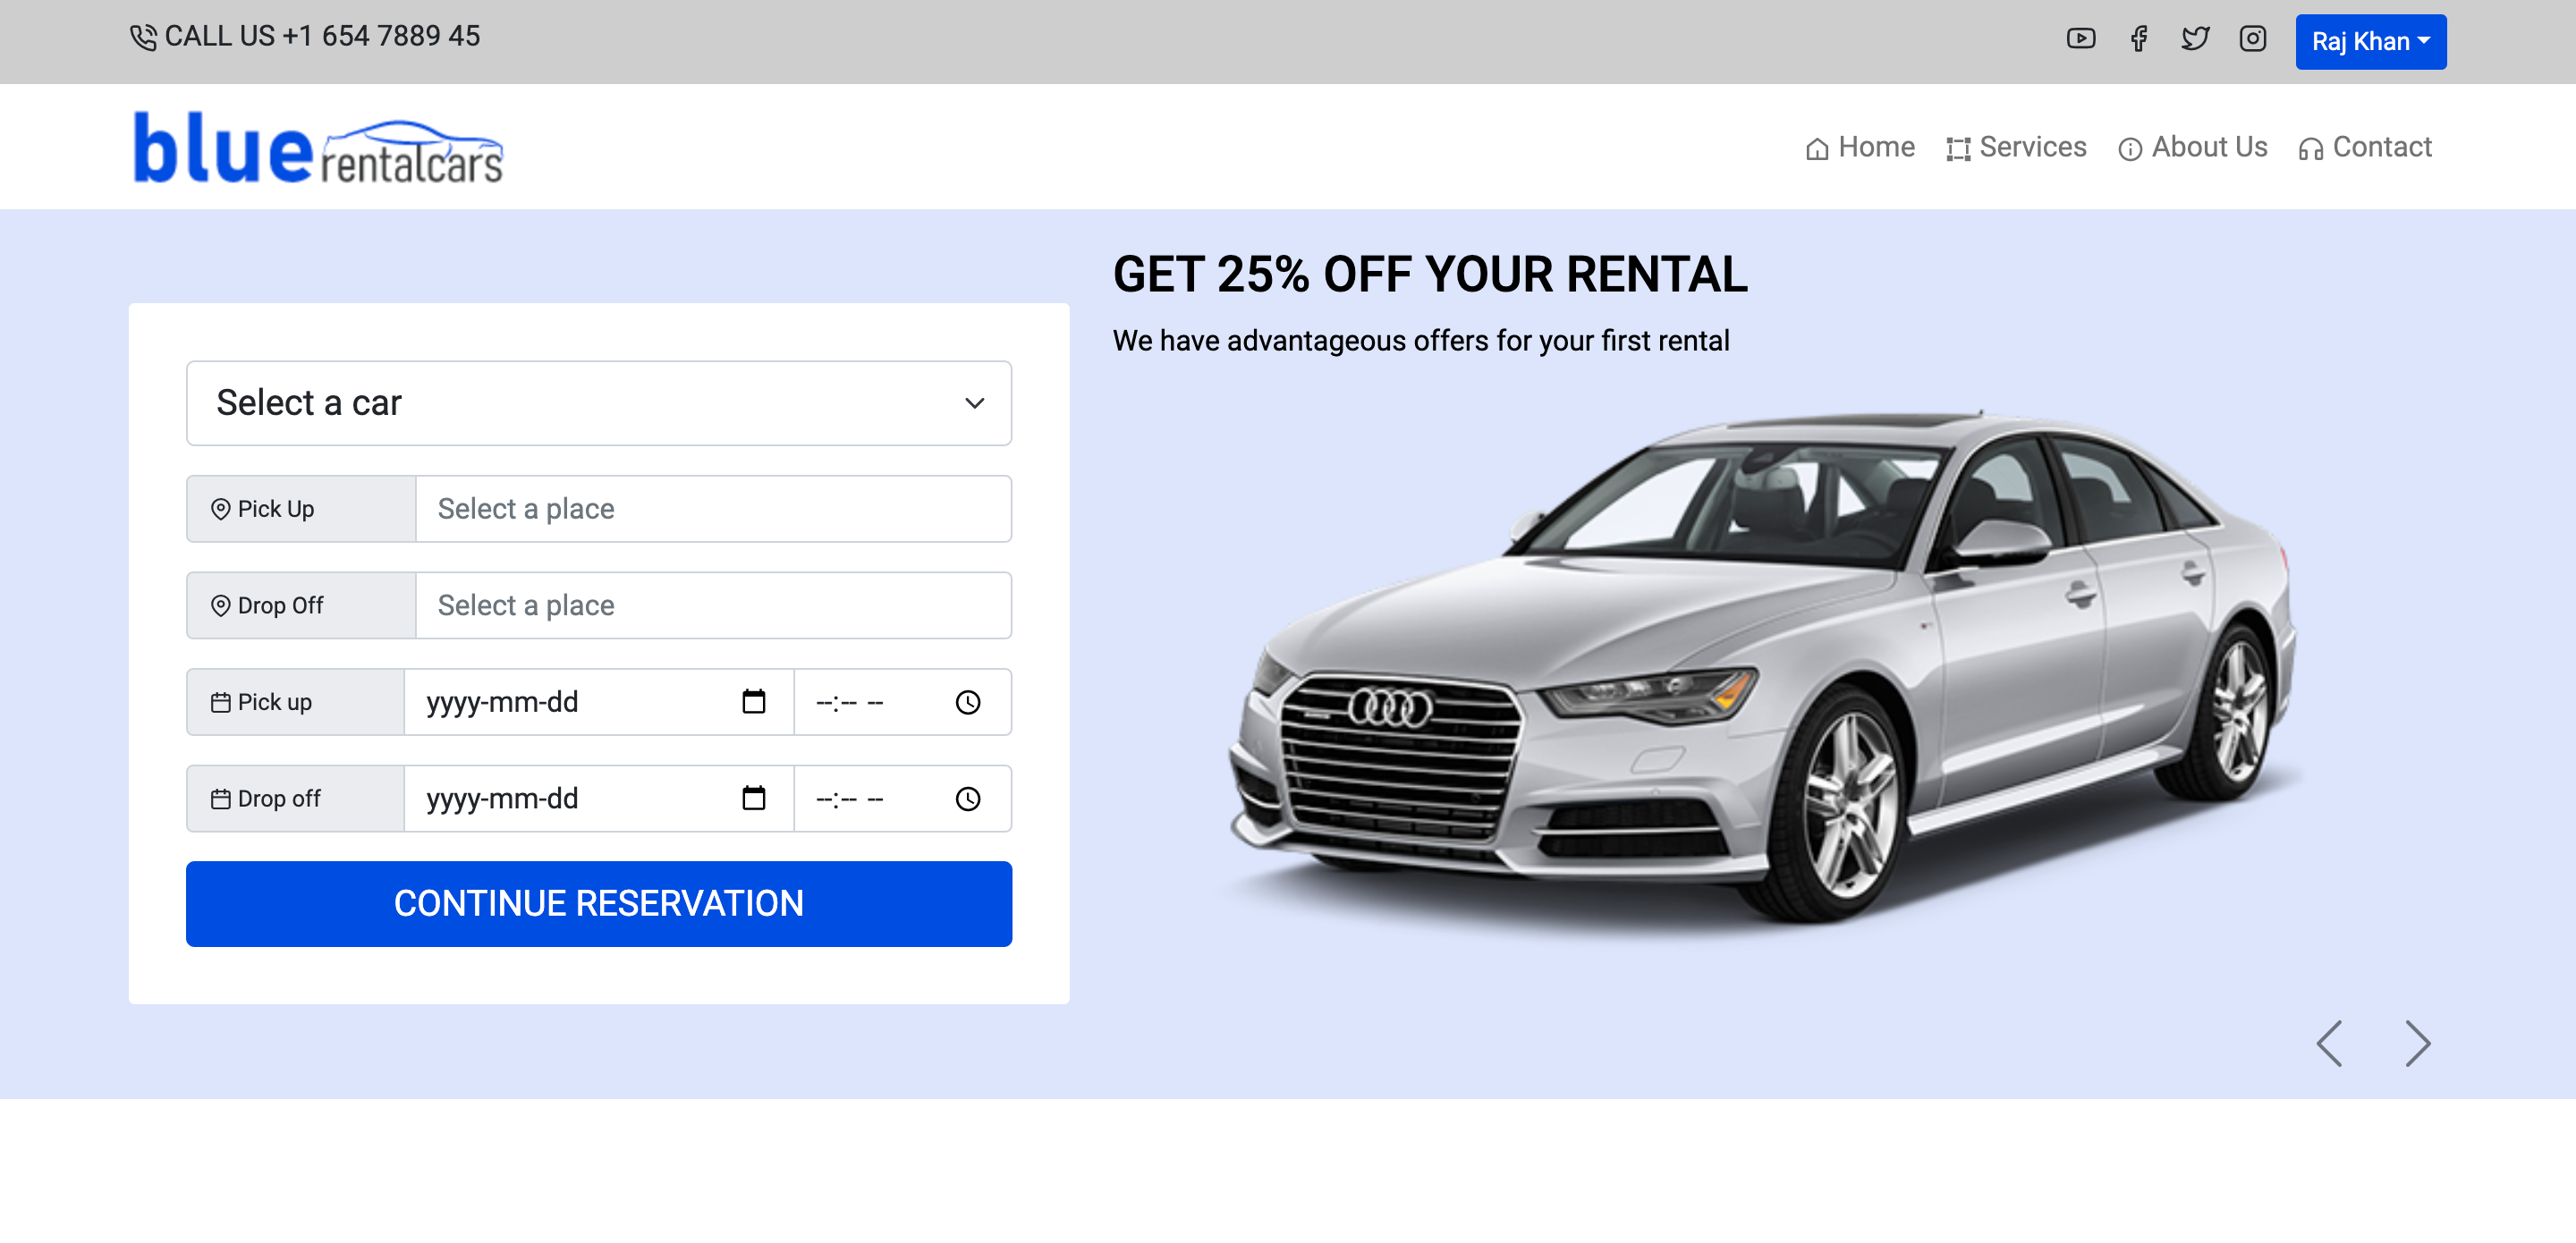 CALL US +1 654 7889 45
Raj Khan
blue rentalcars
Home Services About Us Contact
GET 25% OFF YOUR RENTAL
We have advantageous offers for your first rental
Select a car
Pick Up Select a place
Drop Off Select a place
Pick up yyyy-mm-dd --:-- --
Drop off yyyy-mm-dd --:-- --
CONTINUE RESERVATION